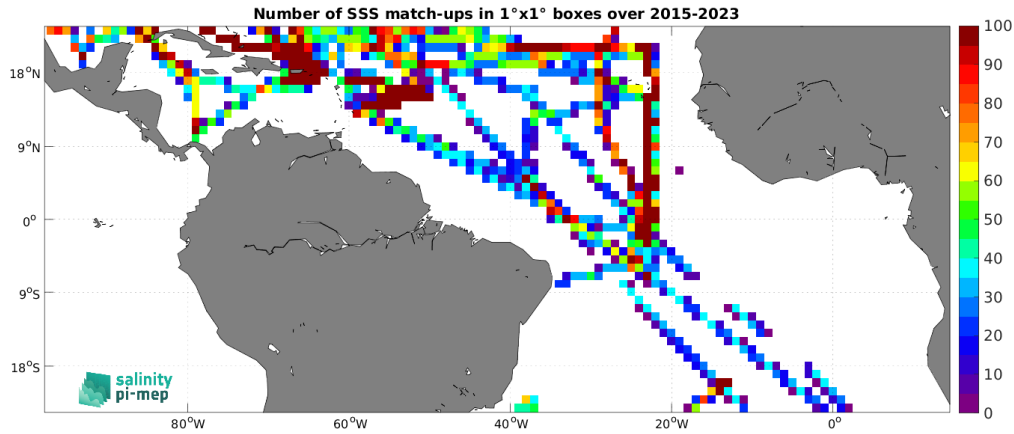 Number of SSS match-ups in 1°x1° boxes over 2015-2023
100
90
80
70
60
50
40
30
20
10
0
18°N
9°N
0°
9°S
18°S
80°W
60°W
40°W
20°W
0°
salinity
pi-mep